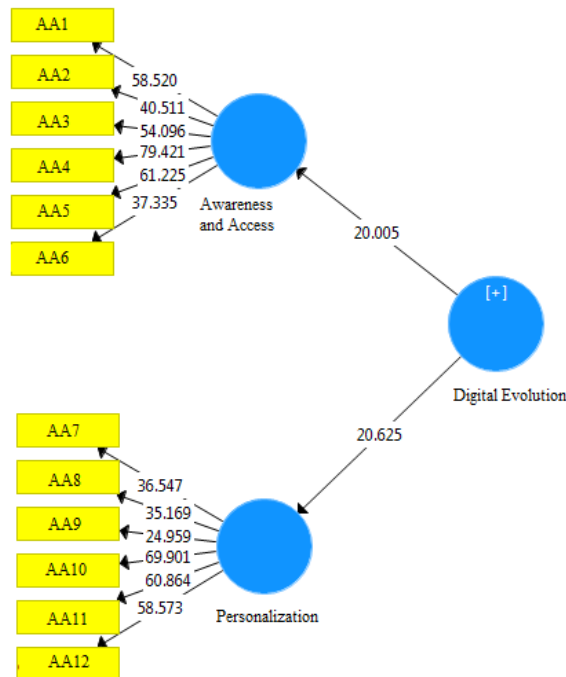 AA1
AA2
AA3
AA4
AA5
AA6
58.520
40.511
54.096
79.421
61.225
37.335
Awareness
and Access
20.005
[+]
Digital Evolution
20.625
AA7
AA8
AA9
AA10
AA11
AA12
36.547
35.169
24.959
69.901
60.864
58.573
Personalization